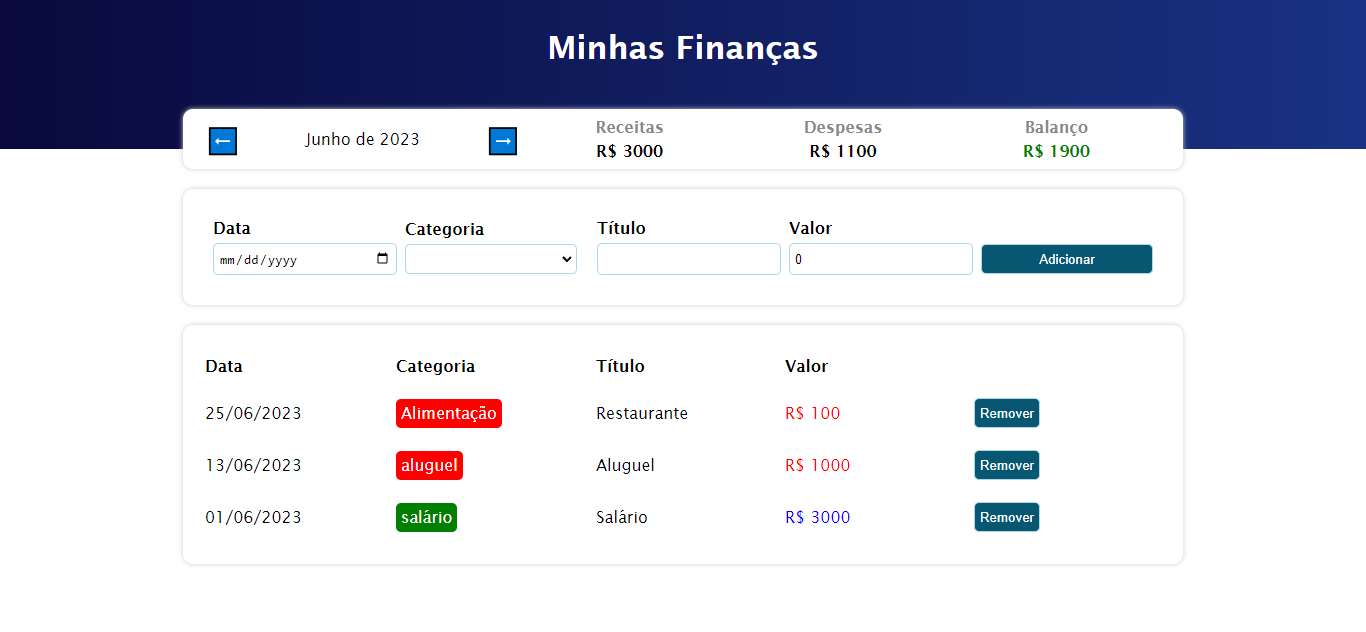 Minhas Finanças
← Junho de 2023 → Receitas Despesas Balanço
R$ 3000 R$ 1100 R$ 1900
Data Categoria Título Valor
mm/dd/yyyy 0 Adicionar
Data Categoria Título Valor
25/06/2023 Alimentação Restaurante R$ 100 Remover
13/06/2023 aluguel Aluguel R$ 1000 Remover
01/06/2023 salário Salário R$ 3000 Remover